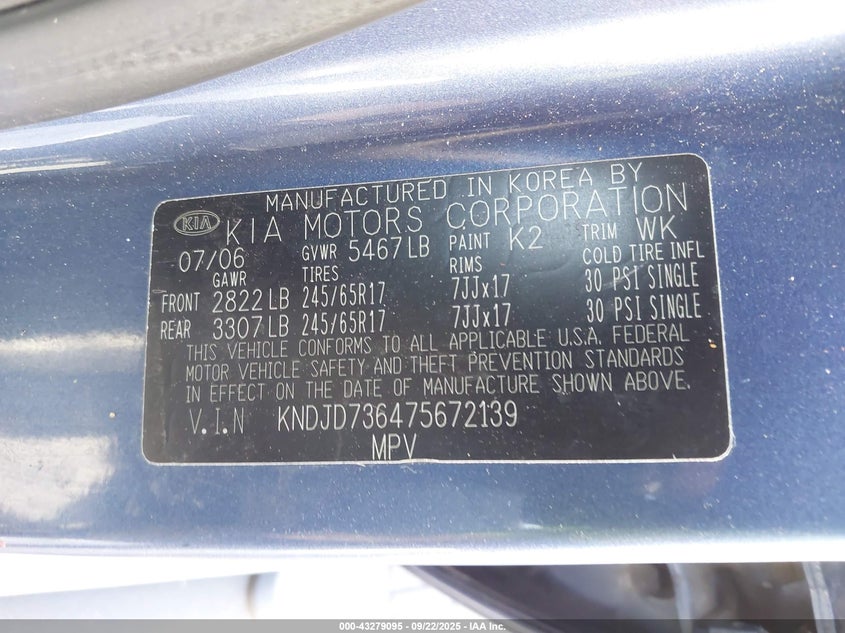 MANUFACTURED IN KOREA BY
KIA KIA MOTORS CORPORATION
07/06 GVWR 5467LB PAINT K2 TRIM WK
GAWR TIRES RIMS COLD TIRE INFL
FRONT 2822LB 245/65R17 7JJx17 30 PSI SINGLE
REAR 3307LB 245/65R17 7JJx17 30 PSI SINGLE
THIS VEHICLE CONFORMS TO ALL APPLICABLE U.S.A. FEDERAL
MOTOR VEHICLE SAFETY AND THEFT PREVENTION STANDARDS
IN EFFECT ON THE DATE OF MANUFACTURE SHOWN ABOVE.
V.I.N KNDJD736475672139
MPV
000-43279095 - 09/22/2025 - IAA Inc.